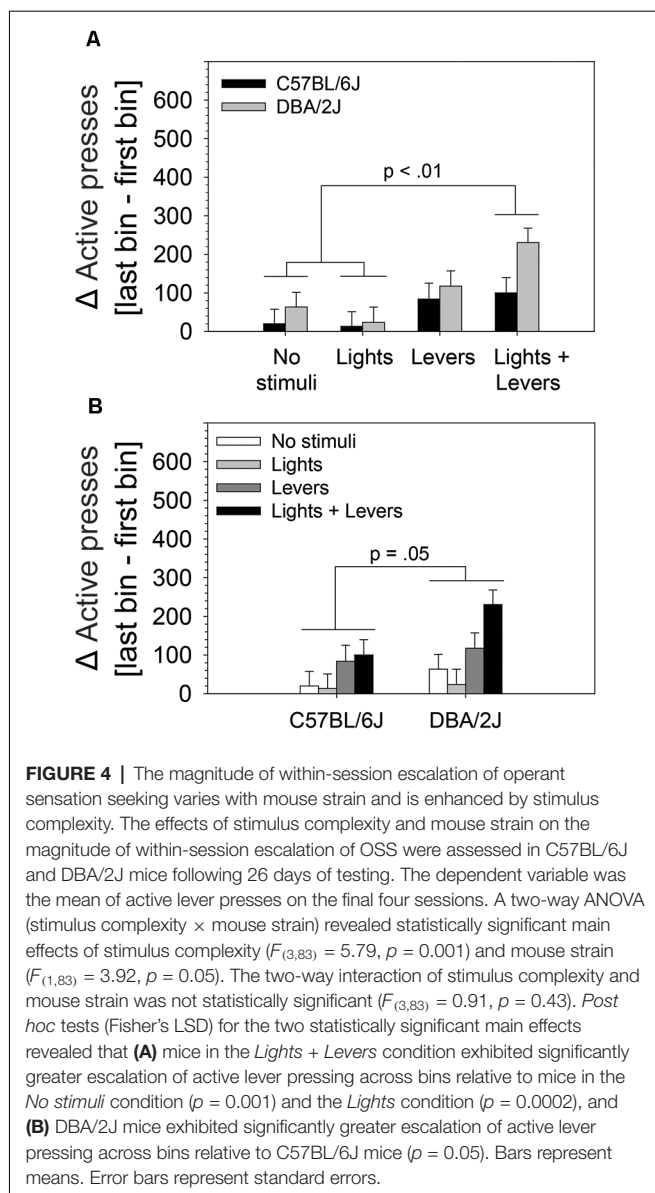 A
C57BL/6J
DBA/2J
Δ Active presses
[last bin - first bin]
600
500
400
300
200
100
0
p < .01
No stimuli
Lights
Levers
Lights + Levers
B
No stimuli
Lights
Levers
Lights + Levers
Δ Active presses
[last bin - first bin]
600
500
400
300
200
100
0
p = .05
C57BL/6J
DBA/2J
FIGURE 4 | The magnitude of within-session escalation of operant
sensation seeking varies with mouse strain and is enhanced by stimulus
complexity. The effects of stimulus complexity and mouse strain on the
magnitude of within-session escalation of OSS were assessed in C57BL/6J
and DBA/2J mice following 26 days of testing. The dependent variable was
the mean of active lever presses on the final four sessions. A two-way ANOVA
(stimulus complexity × mouse strain) revealed statistically significant main
effects of stimulus complexity (F(3,83) = 5.79, p = 0.001) and mouse strain
(F(1,83) = 3.92, p = 0.05). The two-way interaction of stimulus complexity and
mouse strain was not statistically significant (F(3,83) = 0.91, p = 0.43). Post
hoc tests (Fisher's LSD) for the two statistically significant main effects
revealed that (A) mice in the Lights + Levers condition exhibited significantly
greater escalation of active lever pressing across bins relative to mice in the
No stimuli condition (p = 0.001) and the Lights condition (p = 0.0002), and
(B) DBA/2J mice exhibited significantly greater escalation of active lever
pressing across bins relative to C57BL/6J mice (p = 0.05). Bars represent
means. Error bars represent standard errors.